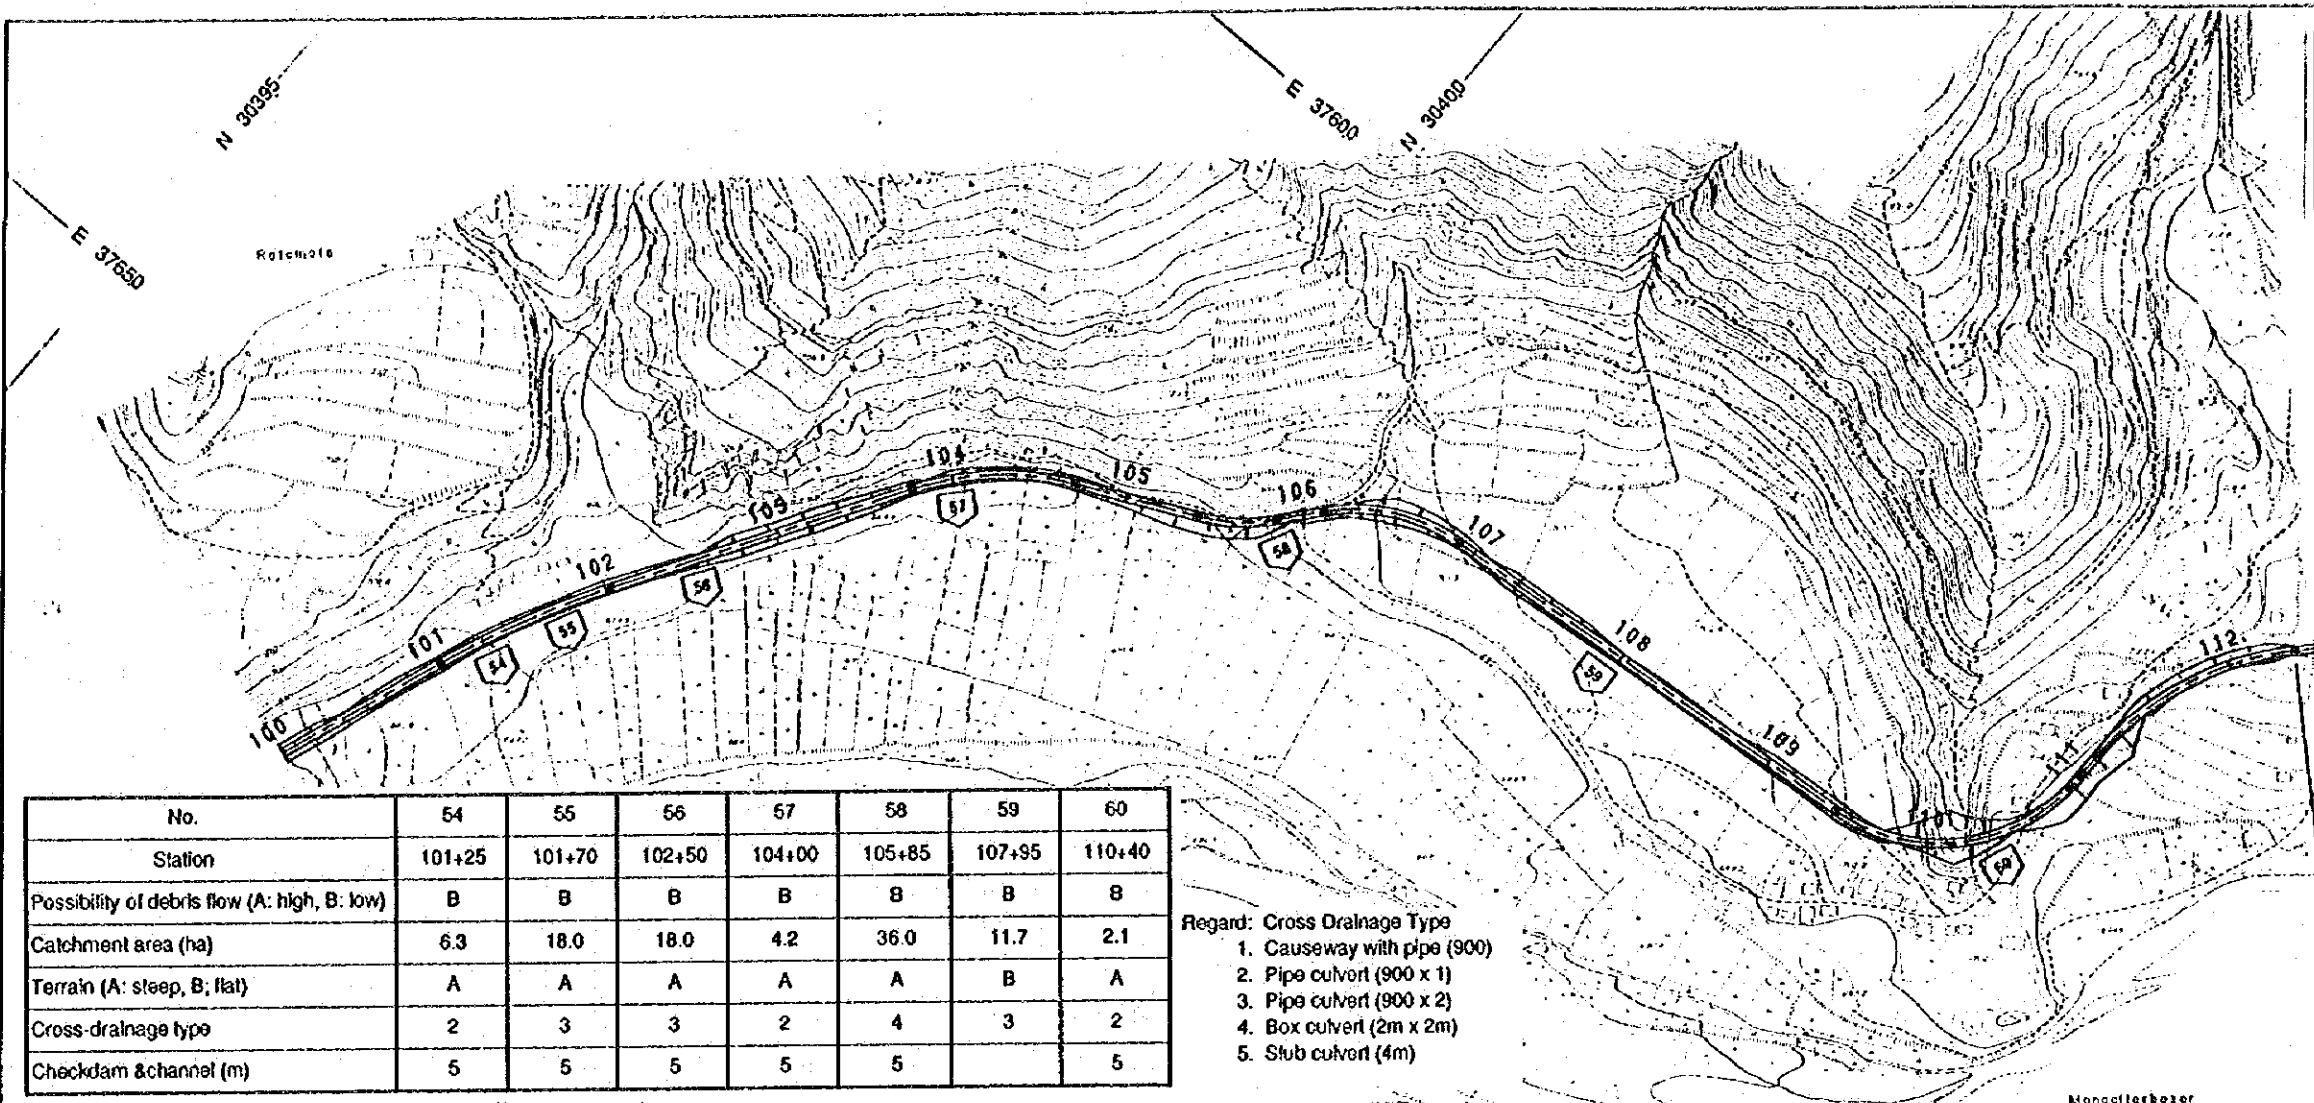 N 30395
E 37600
N 30400
E 37650
104
105
106
103
107
102
108
101
112
109
100
111
110
57
58
56
55
59
54
60
No. 54 55 56 57 58 59 60
Station 101+25 101+70 102+50 104+00 105+85 107+95 110+40
Possibility of debris flow (A: high, B: low) B B B B B B B
Catchment area (ha) 6.3 18.0 18.0 4.2 36.0 11.7 2.1
Terrain (A: steep, B; flat) A A A A A B A
Cross-drainage type 2 3 3 2 4 3 2
Checkdam &channel (m) 5 5 5 5 5 5
Regard: Cross Drainage Type
1. Causeway with pipe (900)
2. Pipe culvert (900 x 1)
3. Pipe culvert (900 x 2)
4. Box culvert (2m x 2m)
5. Slub culvert (4m)